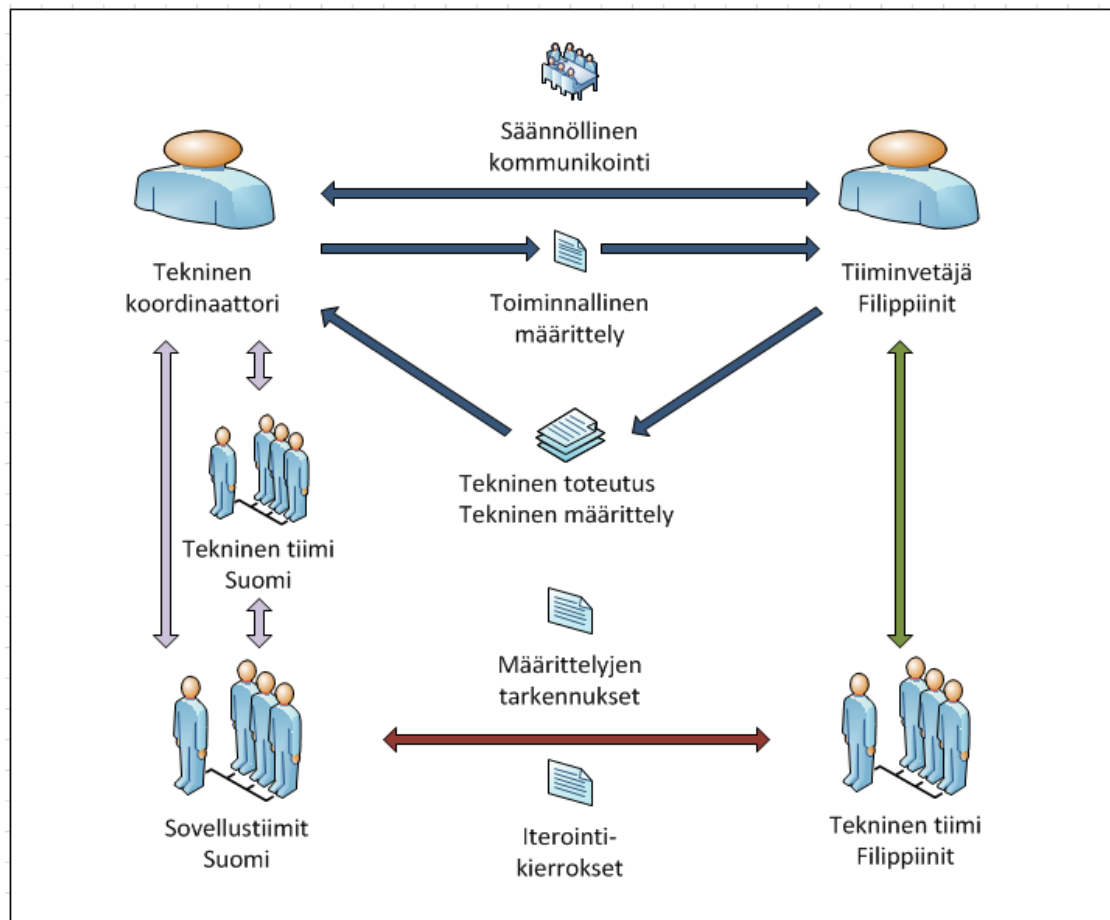 Säännöllinen
kommunikointi
Tekninen
koordinaattori
Toiminnallinen
määrittely
Tiiminvetäjä
Filippiinit
Tekninen toteutus
Tekninen määrittely
Tekninen tiimi
Suomi
Määrittelyjen
tarkennukset
Sovellustiimit
Suomi
Iterointi-
kierrokset
Tekninen tiimi
Filippiinit